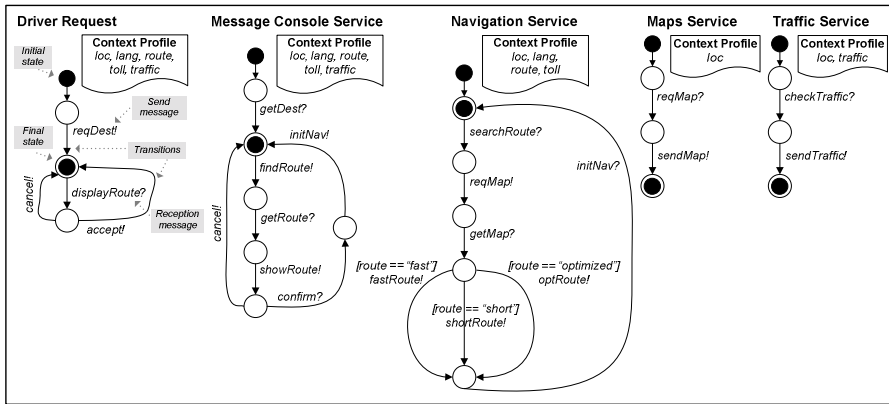 Driver Request
Context Profile
loc, lang, route,
toll, traffic
Initial
state
Send
message
reqDest!
Final
state
Transitions
cancel!
displayRoute?
Reception
message
accept!
Message Console Service
Context Profile
loc, lang, route,
toll, traffic
getDest?
initNav!
findRoute!
getRoute?
cancel!
showRoute!
confirm?
Navigation Service
Context Profile
loc, lang,
route, toll
searchRoute?
initNav?
reqMap!
getMap?
[route == “fast”]
fastRoute!
[route == “optimized”]
optRoute!
[route == “short”]
shortRoute!
Maps Service
Context Profile
loc
reqMap?
sendMap!
Traffic Service
Context Profile
loc, traffic
checkTraffic?
sendTraffic!